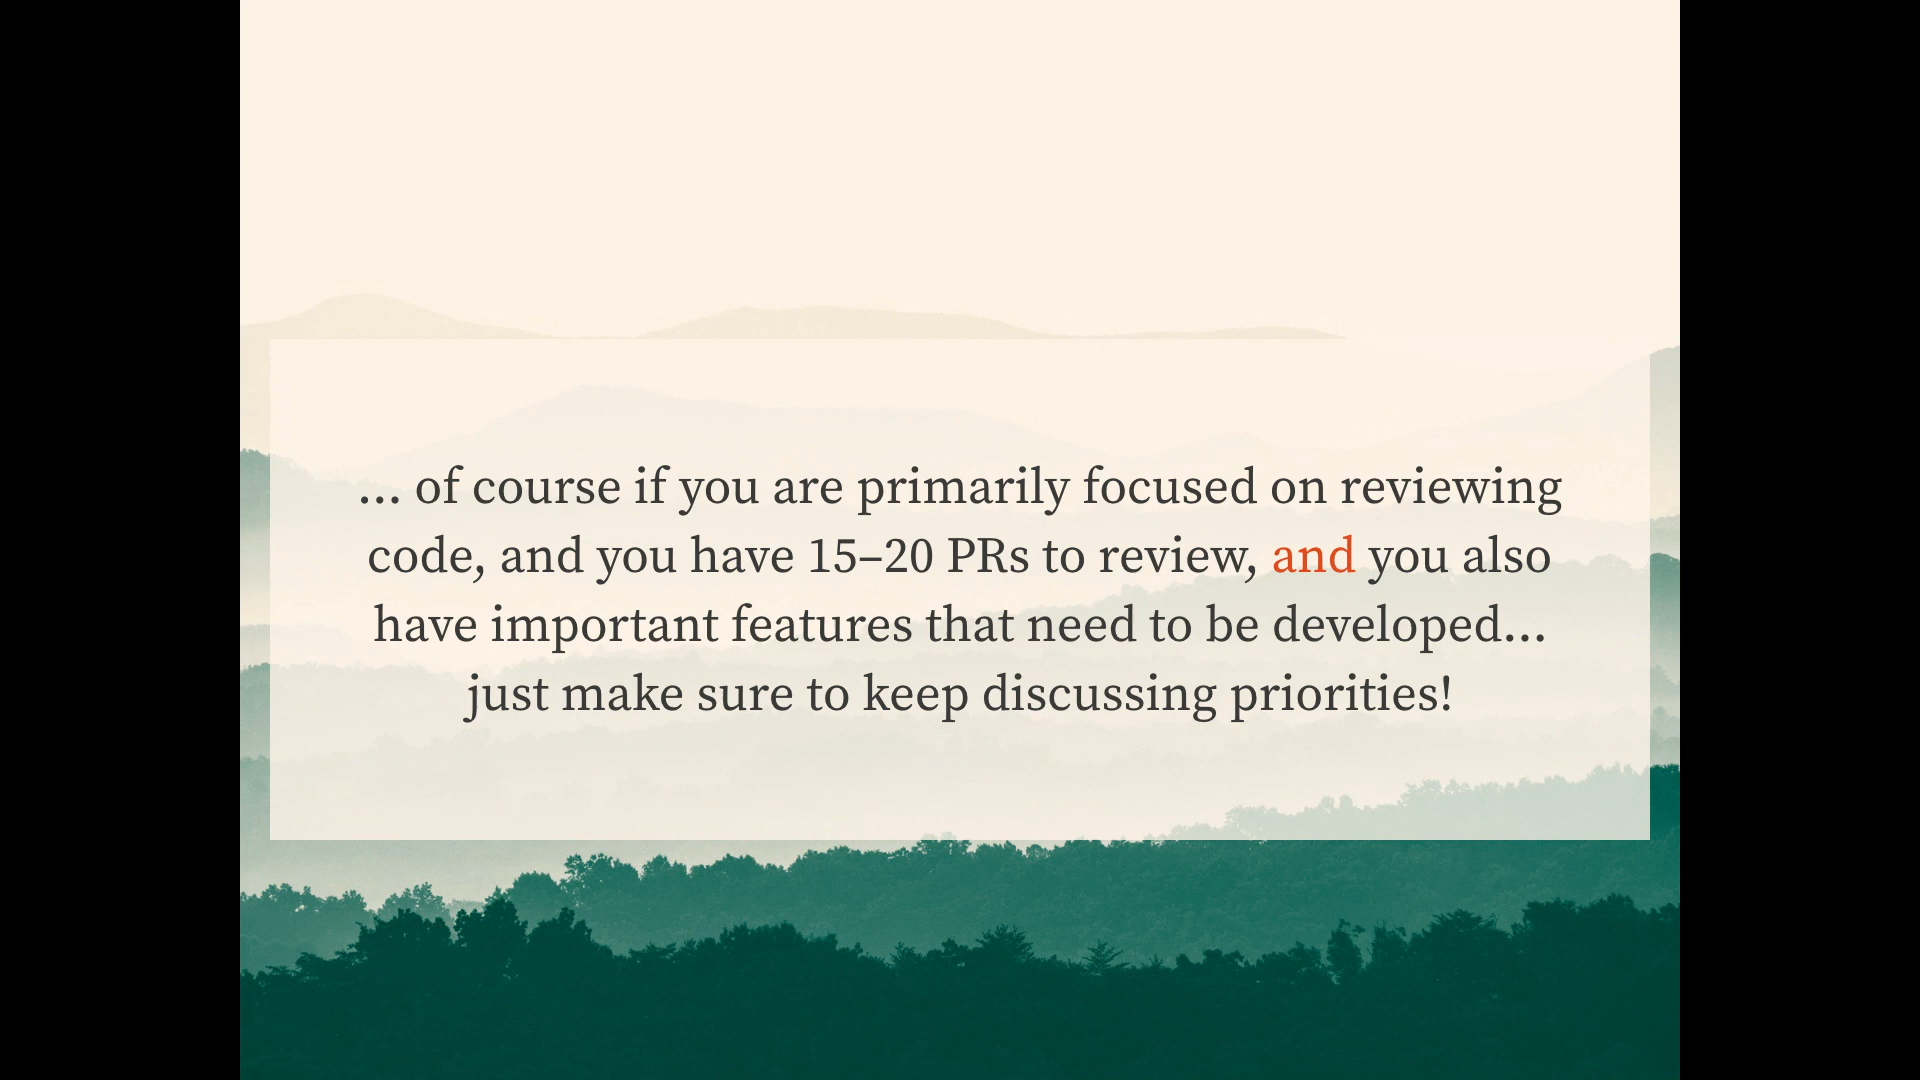 … of course if you are primarily focused on reviewing
code, and you have 15–20 PRs to review, and you also
have important features that need to be developed…
just make sure to keep discussing priorities!